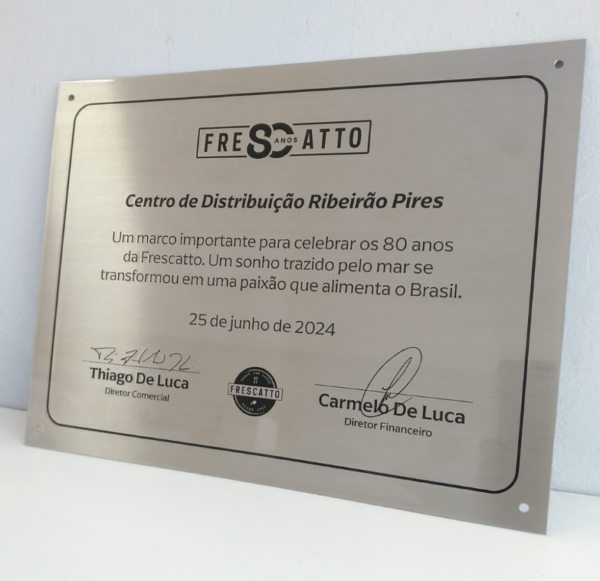 FRESCATTO
ANOS
Centro de Distribuição Ribeirão Pires
Um marco importante para celebrar os 80 anos
da Frescatto. Um sonho trazido pelo mar se
transformou em uma paixão que alimenta o Brasil.
25 de junho de 2024
Thiago De Luca
Diretor Comercial
FRESCATTO
Carmelo De Luca
Diretor Financeiro